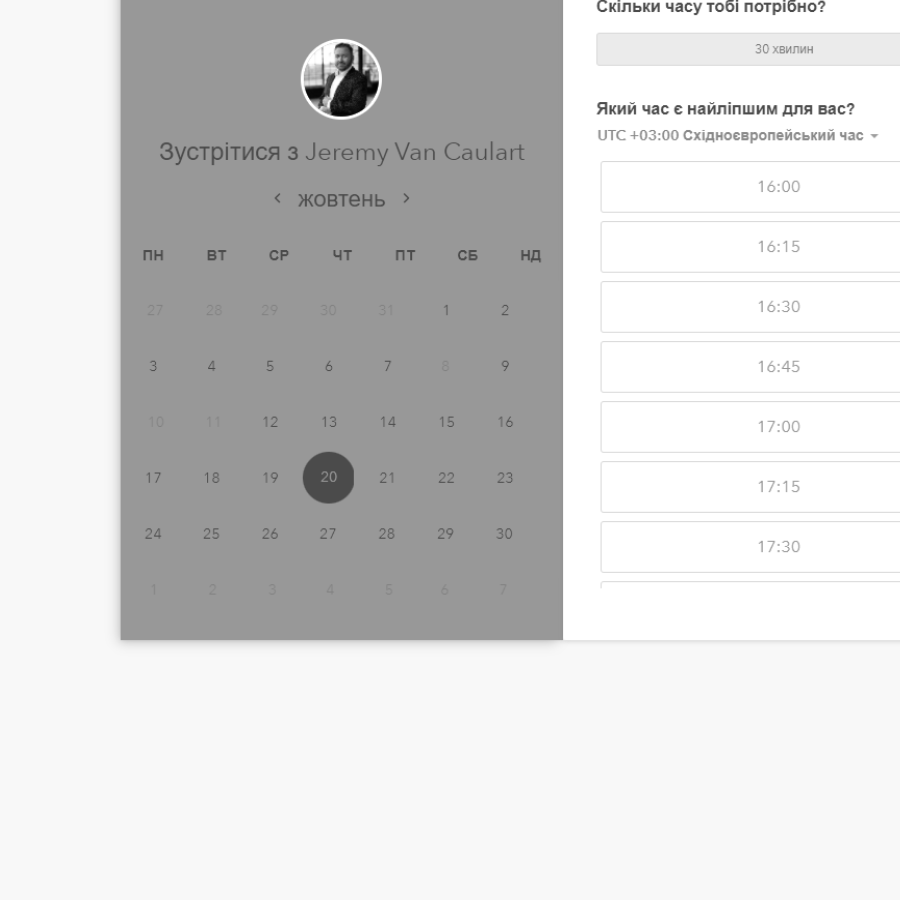 Зустрітися з Jeremy Van Caulart
‹ жовтень ›
ПН ВТ СР ЧТ ПТ СБ НД
27 28 29 30 31 1 2
3 4 5 6 7 8 9
10 11 12 13 14 15 16
17 18 19 20 21 22 23
24 25 26 27 28 29 30
1 2 3 4 5 6 7
Скільки часу тобі потрібно?
30 хвилин
Який час є найліпшим для вас?
UTC +03:00 Східноєвропейський час
16:00
16:15
16:30
16:45
17:00
17:15
17:30